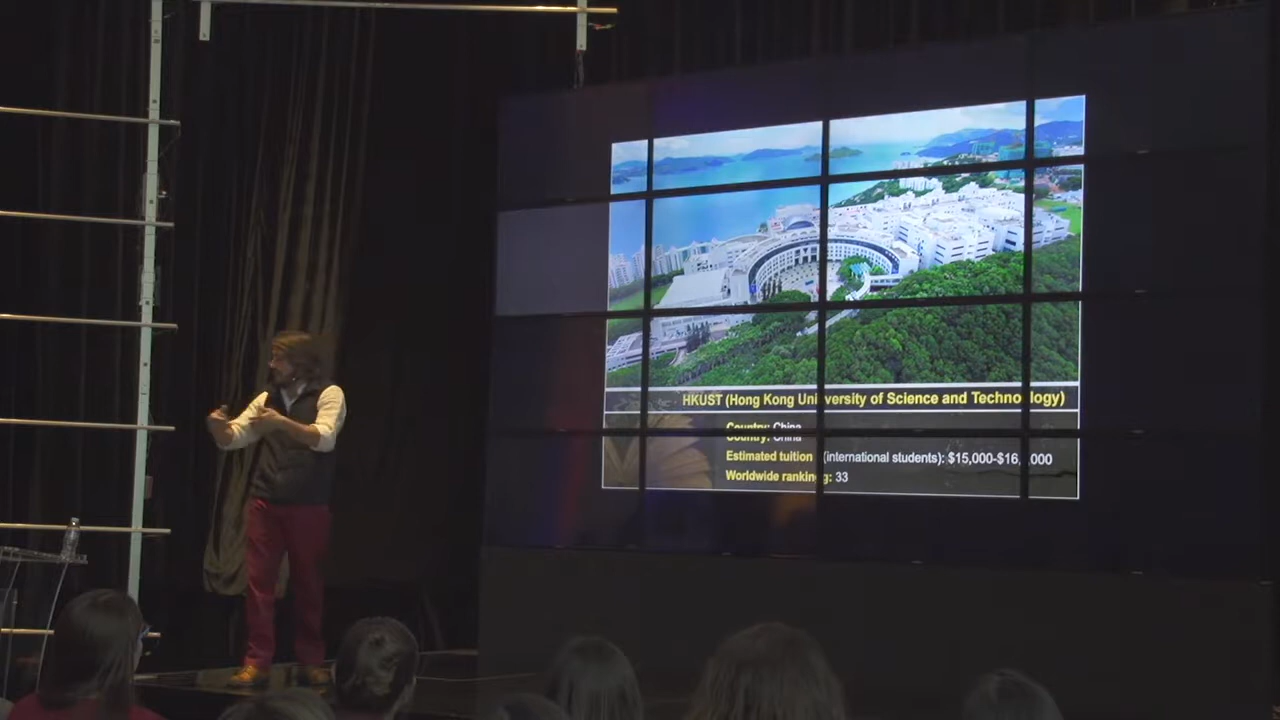 HKUST (Hong Kong University of Science and Technology)
Country: China
Estimated tuition (international students): $15,000-$16,000
Worldwide ranking: 33